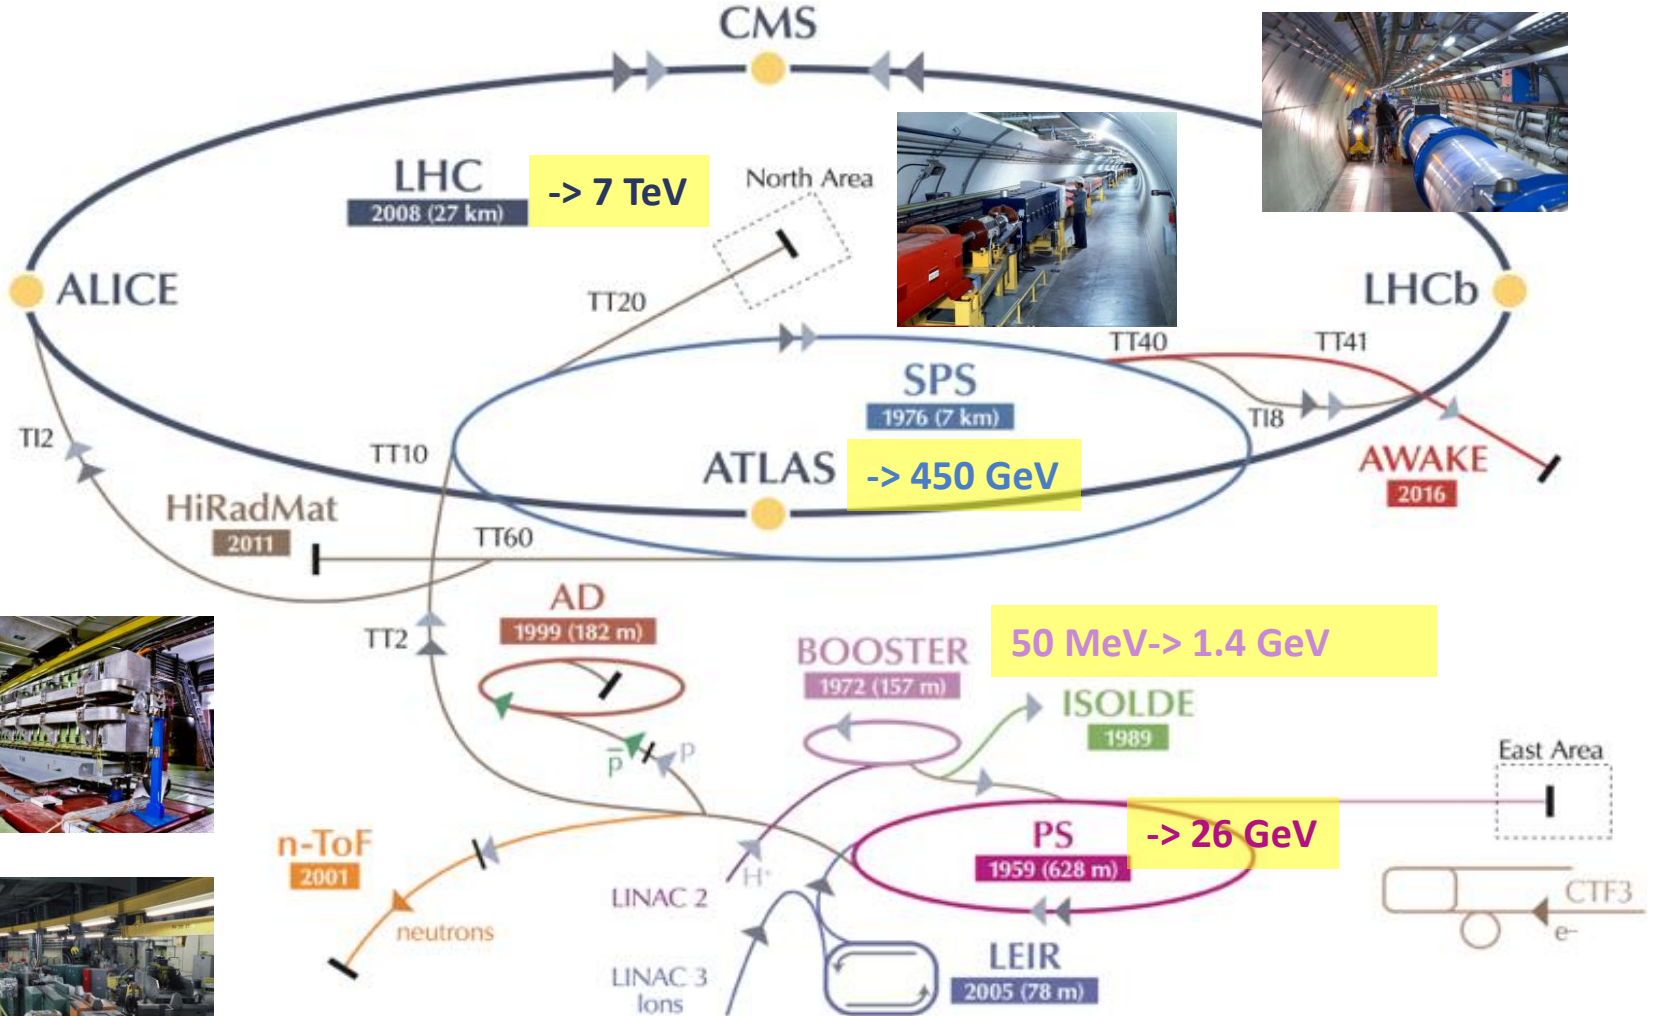 CMS
LHC
2008 (27 km)
-> 7 TeV
North Area
ALICE
LHCb
TT20
TT40
TT41
SPS
1976 (7 km)
TI8
TI2
TT10
ATLAS
-> 450 GeV
AWAKE
2016
HiRadMat
2011
TT60
AD
1999 (182 m)
TT2
BOOSTER
1972 (157 m)
50 MeV-> 1.4 GeV
ISOLDE
1989
p̅
p
East Area
n-ToF
2001
PS
1959 (628 m)
-> 26 GeV
H⁺
LINAC 2
neutrons
CTF3
e–
LEIR
2005 (78 m)
LINAC 3
Ions